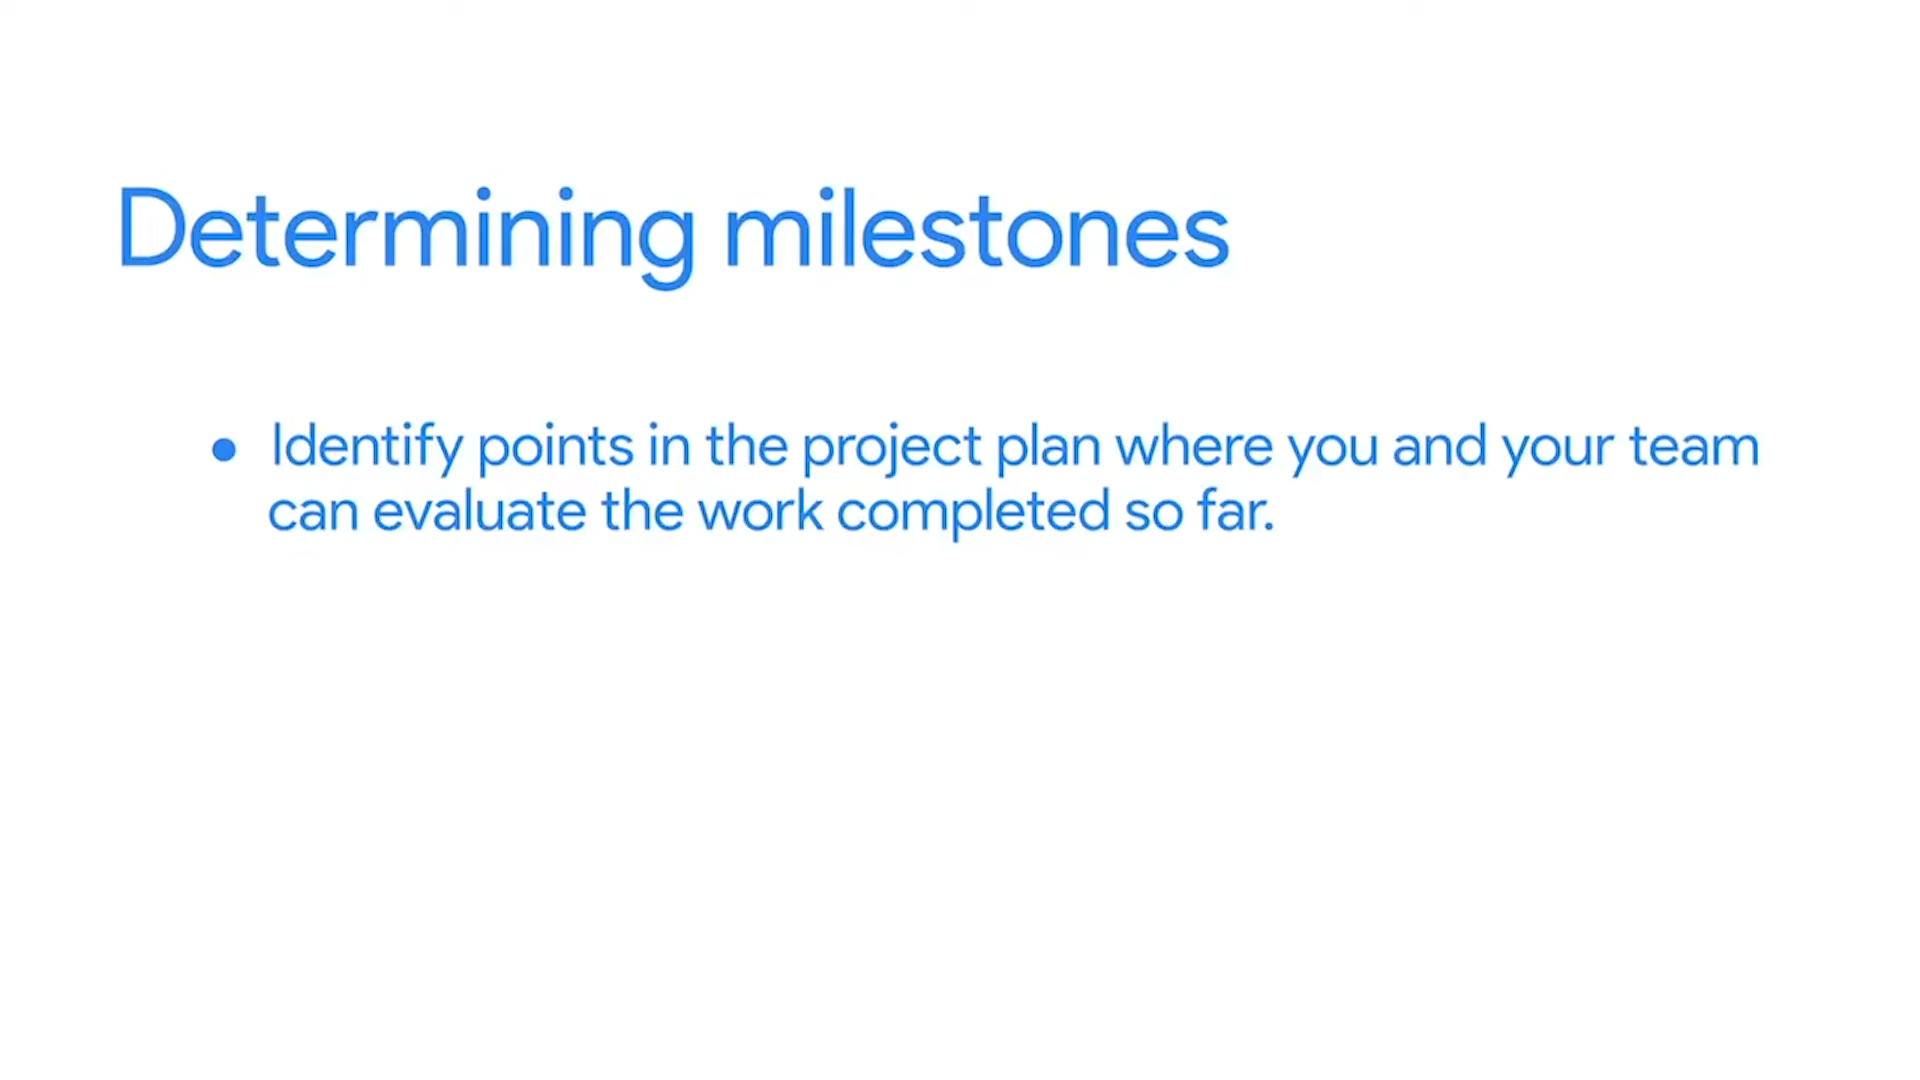 Determining milestones
● Identify points in the project plan where you and your team
can evaluate the work completed so far.